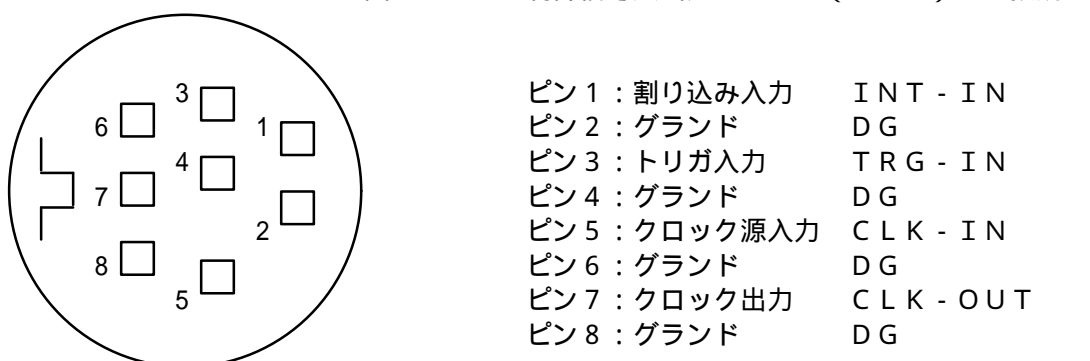 3
6
1
4
7
2
8
5
ピン１：割り込み入力　ＩＮＴ‐ＩＮ
ピン２：グランド　ＤＧ
ピン３：トリガ入力　ＴＲＧ‐ＩＮ
ピン４：グランド　ＤＧ
ピン５：クロック源入力　ＣＬＫ‐ＩＮ
ピン６：グランド　ＤＧ
ピン７：クロック出力　ＣＬＫ‐ＯＵＴ
ピン８：グランド　ＤＧ